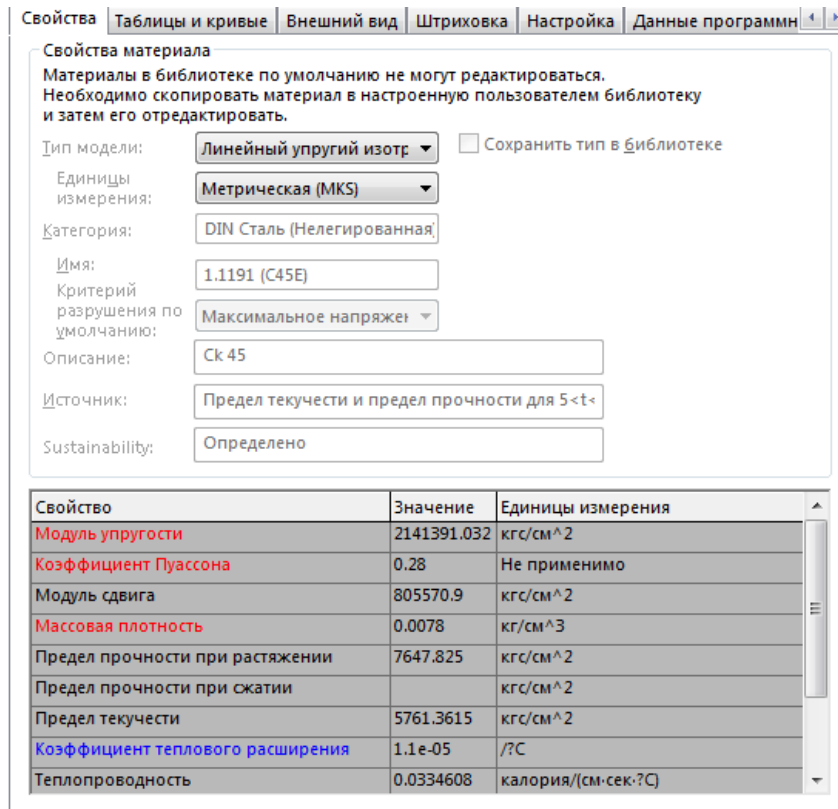 Свойства Таблицы и кривые Внешний вид Штриховка Настройка Данные программн
Свойства материала
Материалы в библиотеке по умолчанию не могут редактироваться.
Необходимо скопировать материал в настроенную пользователем библиотеку
и затем его отредактировать.
Тип модели: Линейный упругий изотр Сохранить тип в библиотеке
Единицы
измерения: Метрическая (MKS)
Категория: DIN Сталь (Нелегированная)
Имя: 1.1191 (C45E)
Критерий
разрушения по
умолчанию: Максимальное напряжен
Описание: Ck 45
Источник: Предел текучести и предел прочности для 5<t<
Sustainability: Определено
Свойство Значение Единицы измерения
Модуль упругости 2141391.032 кгс/см^2
Коэффициент Пуассона 0.28 Не применимо
Модуль сдвига 805570.9 кгс/см^2
Массовая плотность 0.0078 кг/см^3
Предел прочности при растяжении 7647.825 кгс/см^2
Предел прочности при сжатии кгс/см^2
Предел текучести 5761.3615 кгс/см^2
Коэффициент теплового расширения 1.1e-05 /?C
Теплопроводность 0.0334608 калория/(см·сек·?C)